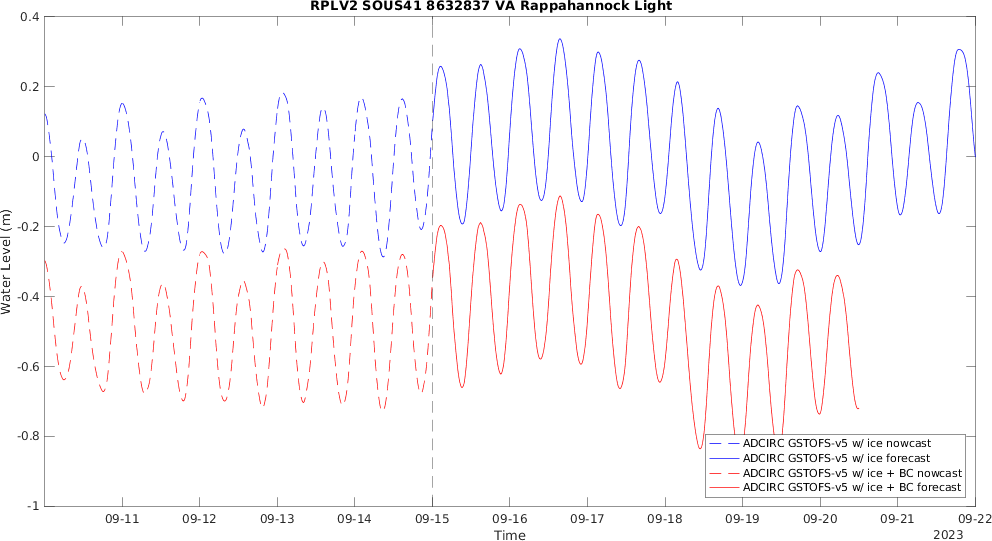 RPLV2 SOUS41 8632837 VA Rappahannock Light
0.4
0.2
0
-0.2
-0.4
-0.6
-0.8
-1
Water Level (m)
ADCIRC GSTOFS-v5 w/ ice nowcast
ADCIRC GSTOFS-v5 w/ ice forecast
ADCIRC GSTOFS-v5 w/ ice + BC nowcast
ADCIRC GSTOFS-v5 w/ ice + BC forecast
09-11 09-12 09-13 09-14 09-15 09-16 09-17 09-18 09-19 09-20 09-21 09-22
Time
2023